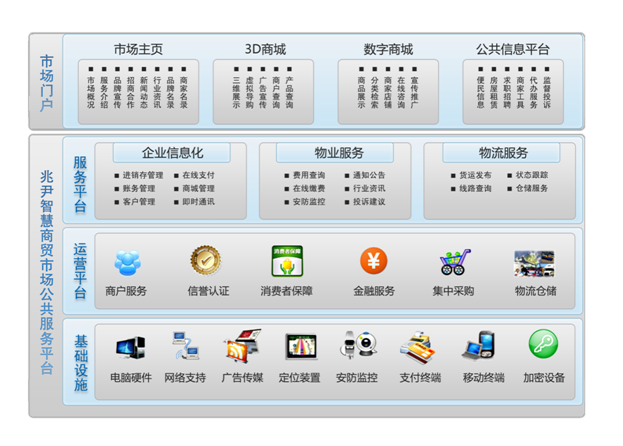 市场门户
市场主页
市场概况
服务介绍
品牌宣传
招商合作
新闻动态
行业资讯
品牌名录
商家名录
3D商城
三维展示
虚拟导购
广告宣传
商户查询
产品查询
数字商城
商品展示
分类检索
商家店铺
在线咨询
宣传推广
公共信息平台
便民信息
房屋租赁
求职招聘
商家工具
代办服务
监督投诉
兆尹智慧商贸市场公共服务平台
服务平台
企业信息化
进销存管理 在线支付
账务管理 商城管理
客户管理 即时通讯
物业服务
费用查询 通知公告
在线缴费 行业资讯
安防监控 投诉建议
物流服务
货运发布 状态跟踪
线路查询 仓储服务
运营平台
消费者保障
商户服务 信誉认证 消费者保障 金融服务 集中采购 物流仓储
基础设施
电脑硬件 网络支持 广告传媒 定位装置 安防监控 支付终端 移动终端 加密设备